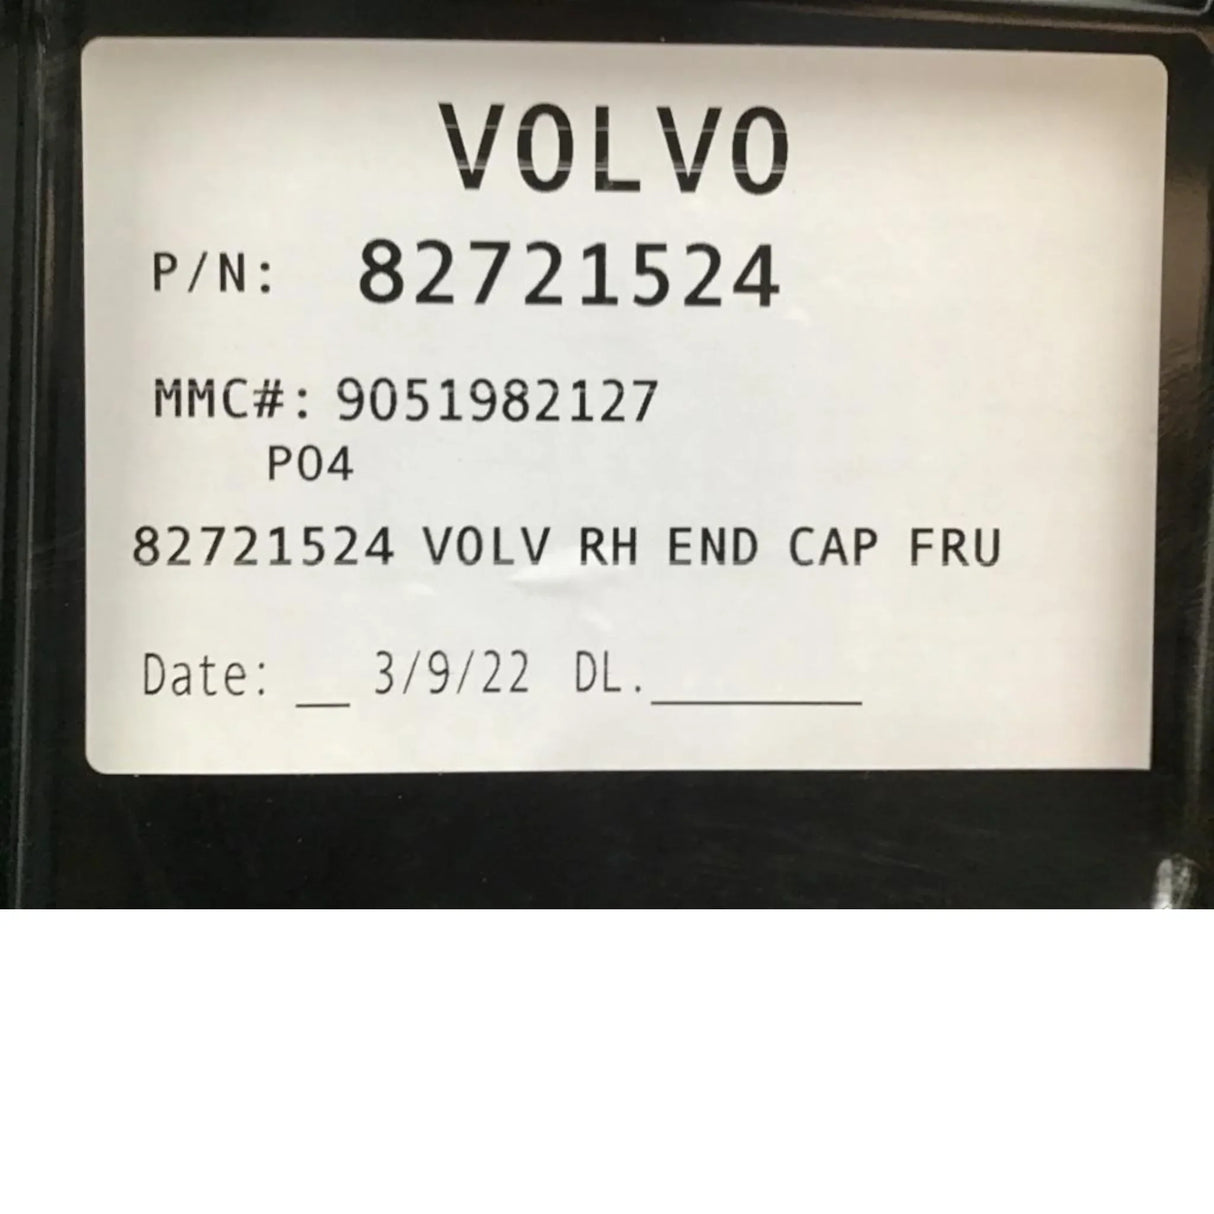 VOLVO
P/N: 82721524
MMC#: 9051982127
P04
82721524 VOLV RH END CAP FRU
Date: __ 3/9/22 DL.________